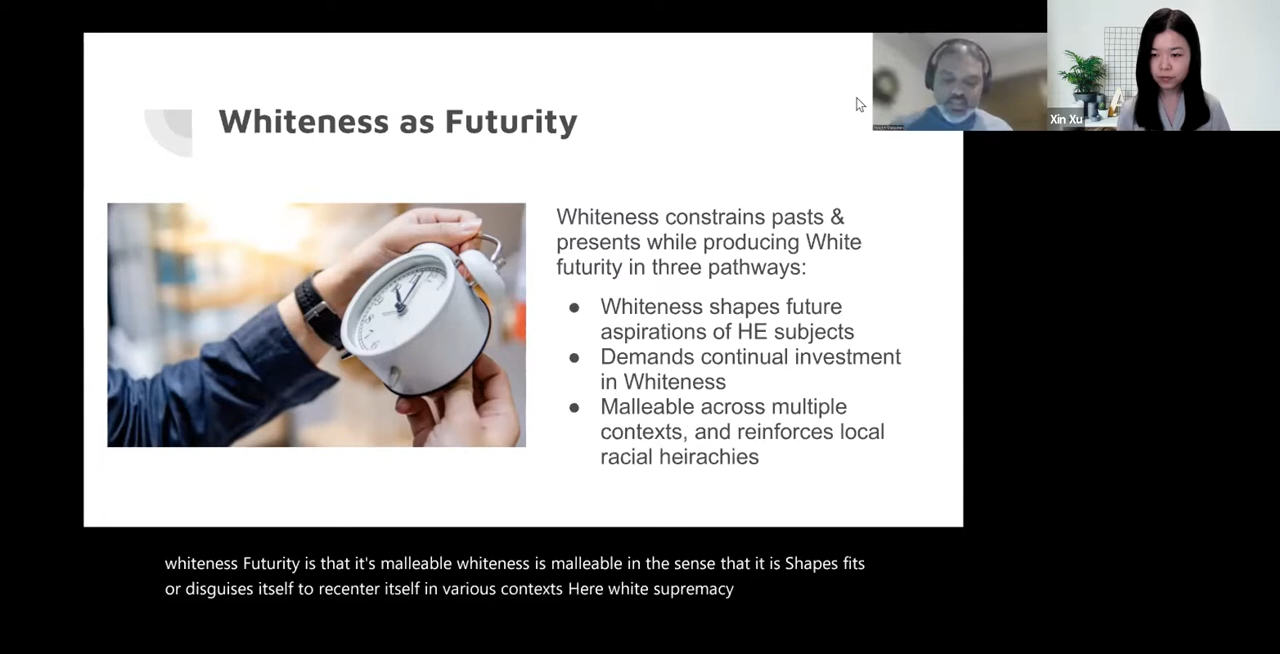 Whiteness as Futurity
Xin Xu
Whiteness constrains pasts &
presents while producing White
futurity in three pathways:
● Whiteness shapes future
aspirations of HE subjects
● Demands continual investment
in Whiteness
● Malleable across multiple
contexts, and reinforces local
racial heirachies
whiteness Futurity is that it's malleable whiteness is malleable in the sense that it is Shapes fits
or disguises itself to recenter itself in various contexts Here white supremacy